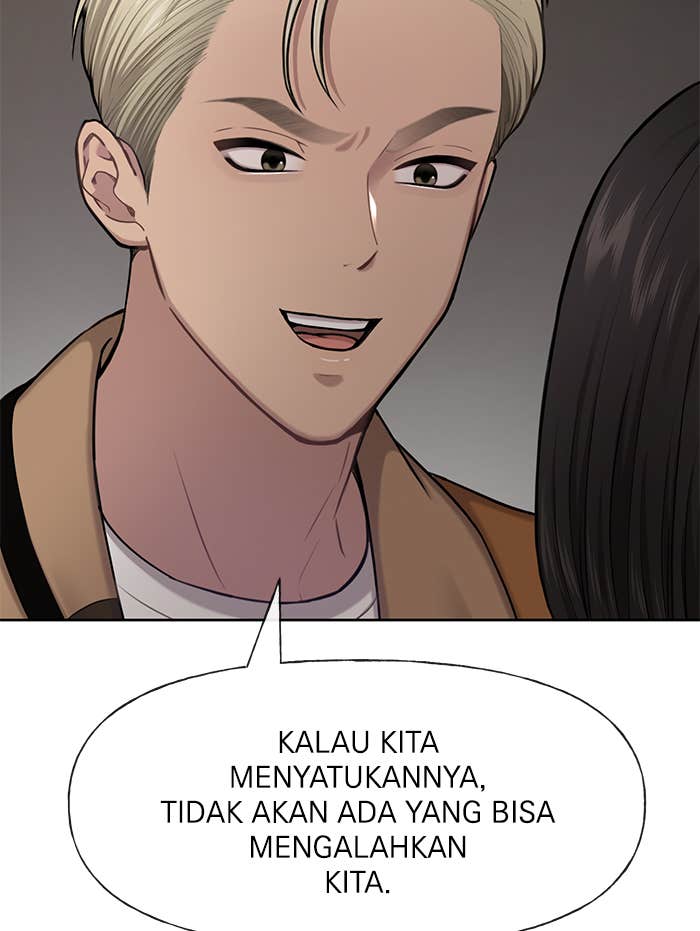 KALAU KITA
MENYATUKANNYA,
TIDAK AKAN ADA YANG BISA
MENGALAHKAN
KITA.